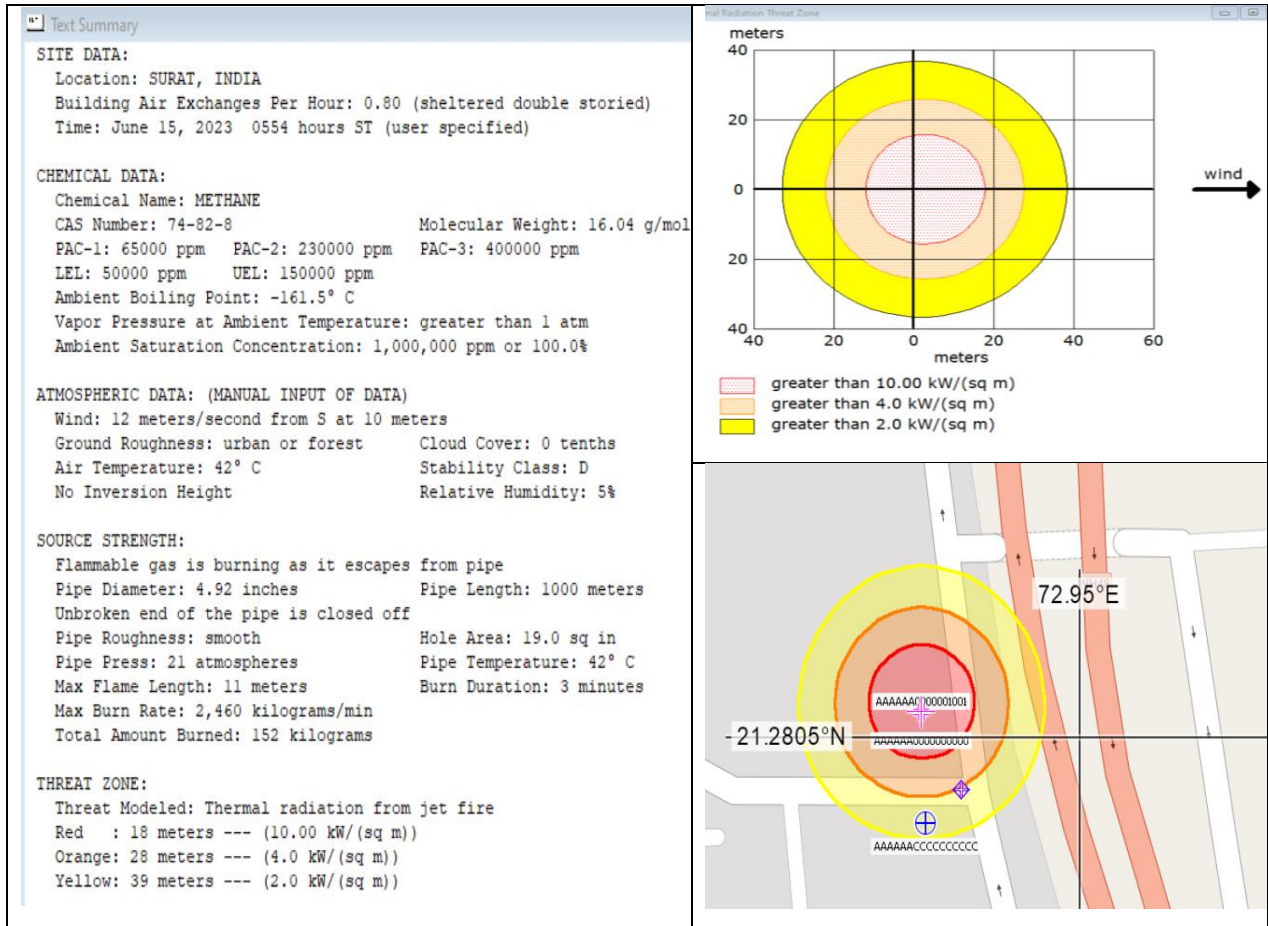 Text Summary
SITE DATA:
Location: SURAT, INDIA
Building Air Exchanges Per Hour: 0.80 (sheltered double storied)
Time: June 15, 2023 0554 hours ST (user specified)
CHEMICAL DATA:
Chemical Name: METHANE
CAS Number: 74-82-8 Molecular Weight: 16.04 g/mol
PAC-1: 65000 ppm PAC-2: 230000 ppm PAC-3: 400000 ppm
LEL: 50000 ppm UEL: 150000 ppm
Ambient Boiling Point: -161.5° C
Vapor Pressure at Ambient Temperature: greater than 1 atm
Ambient Saturation Concentration: 1,000,000 ppm or 100.0%
ATMOSPHERIC DATA: (MANUAL INPUT OF DATA)
Wind: 12 meters/second from S at 10 meters
Ground Roughness: urban or forest Cloud Cover: 0 tenths
Air Temperature: 42° C Stability Class: D
No Inversion Height Relative Humidity: 5%
SOURCE STRENGTH:
Flammable gas is burning as it escapes from pipe
Pipe Diameter: 4.92 inches Pipe Length: 1000 meters
Unbroken end of the pipe is closed off
Pipe Roughness: smooth Hole Area: 19.0 sq in
Pipe Press: 21 atmospheres Pipe Temperature: 42° C
Max Flame Length: 11 meters Burn Duration: 3 minutes
Max Burn Rate: 2,460 kilograms/min
Total Amount Burned: 152 kilograms
THREAT ZONE:
Threat Modeled: Thermal radiation from jet fire
Red : 18 meters --- (10.00 kW/(sq m))
Orange: 28 meters --- (4.0 kW/(sq m))
Yellow: 39 meters --- (2.0 kW/(sq m))
nal Radiation Threat Zone
meters
40
20
0
20
40
40 20 0 20 40 60
meters
wind
greater than 10.00 kW/(sq m)
greater than 4.0 kW/(sq m)
greater than 2.0 kW/(sq m)
72.95°E
21.2805°N
AAAAAA0000000000
AAAAAACCCCCCCCCC